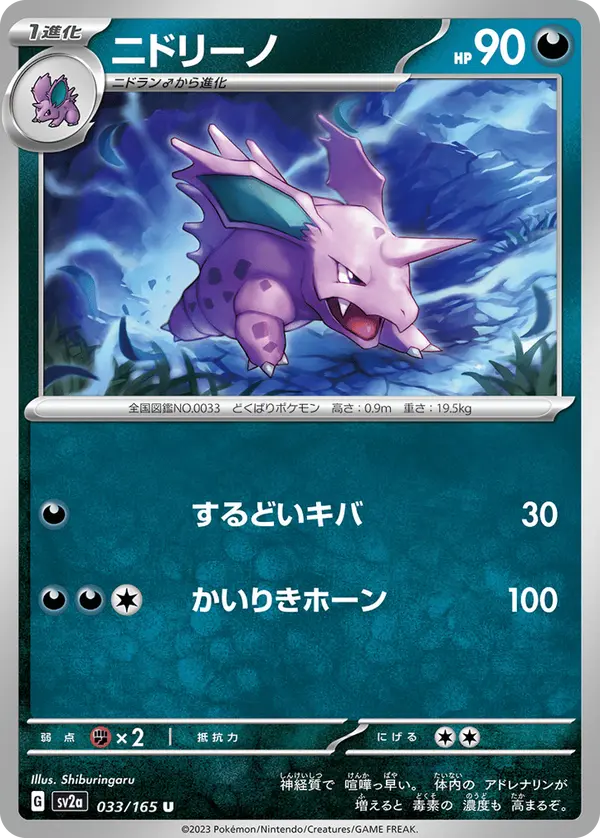 1進化
ニドリーノ
HP 90
ニドラン♂から進化
全国図鑑NO.0033 どくばりポケモン 高さ:0.9m 重さ:19.5kg
するどいキバ 30
かいりきホーン 100
弱点 ×2 抵抗力 にげる
Illus. Shiburingaru
神経質で 喧嘩っ早い。 体内の アドレナリンが
増えると 毒素の 濃度も 高まるぞ。
G sv2a 033/165 U
©2023 Pokémon/Nintendo/Creatures/GAME FREAK.